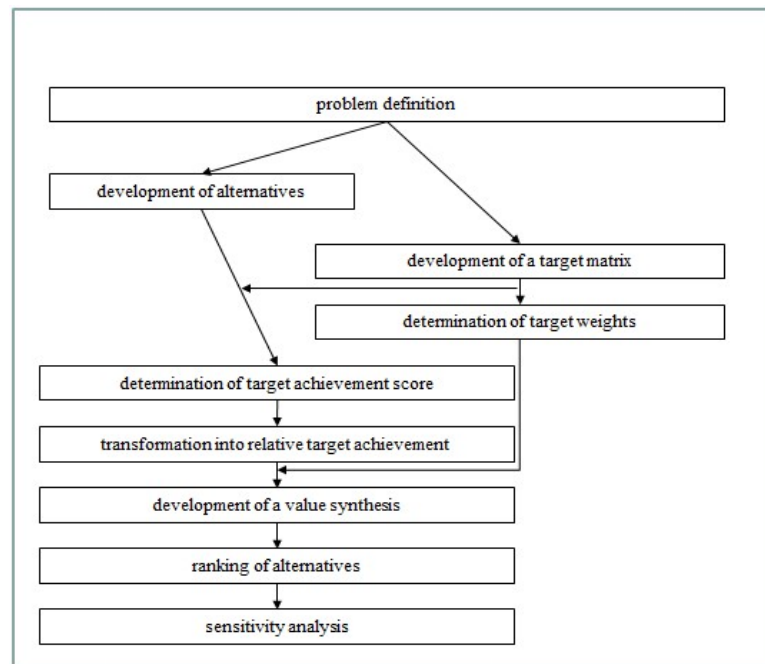 problem definition
development of alternatives
development of a target matrix
determination of target weights
determination of target achievement score
transformation into relative target achievement
development of a value synthesis
ranking of alternatives
sensitivity analysis